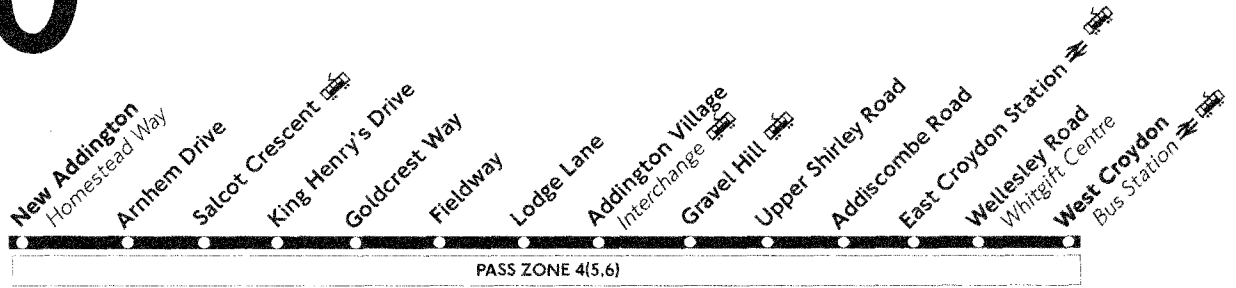 New Addington
Homestead Way
Arnhem Drive
Salcot Crescent
King Henry's Drive
Goldcrest Way
Fieldway
Lodge Lane
Addington Village
Interchange
Gravel Hill
Upper Shirley Road
Addiscombe Road
East Croydon Station
Wellesley Road
Whitgift Centre
West Croydon
Bus Station
PASS ZONE 4(5,6)